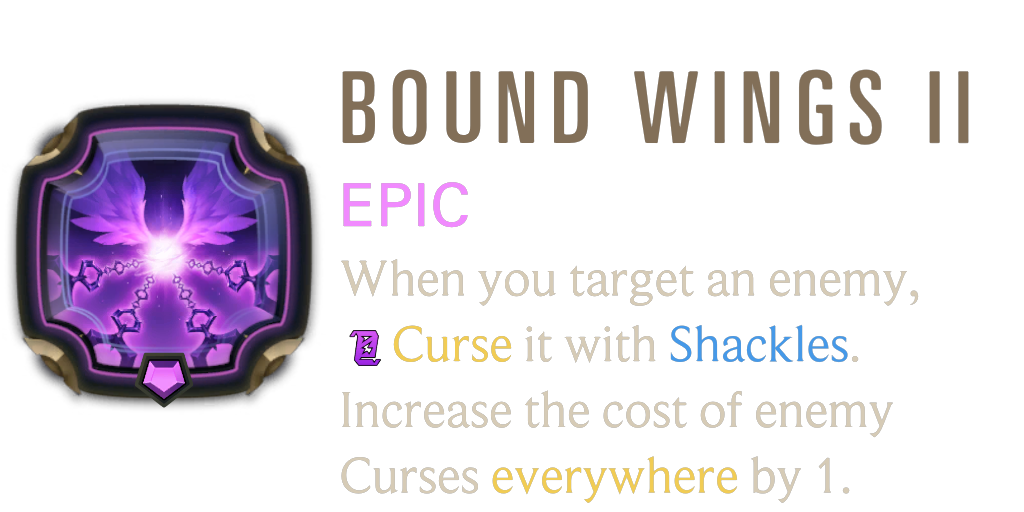 BOUND WINGS II
EPIC
When you target an enemy,
Curse it with Shackles.
Increase the cost of enemy
Curses everywhere by 1.